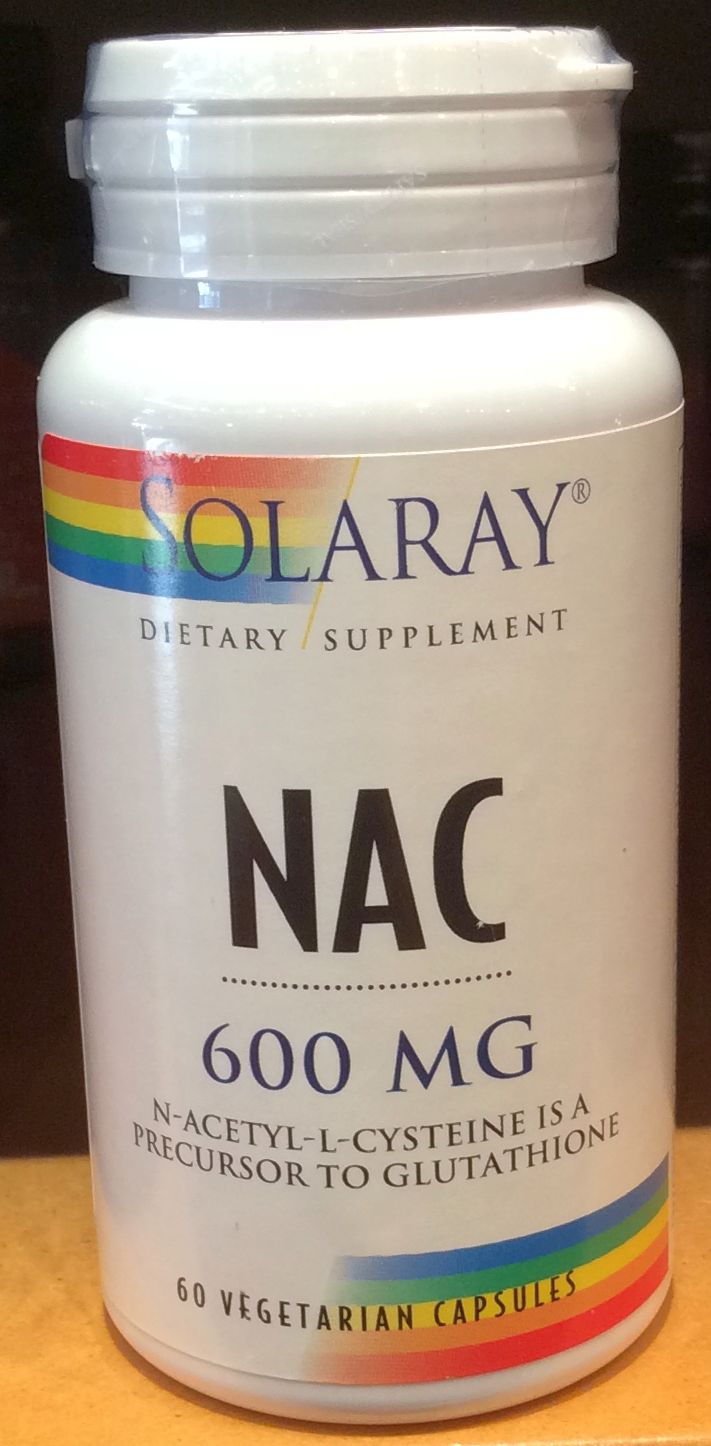 SOLARAY®
DIETARY SUPPLEMENT
NAC
600 MG
N-ACETYL-L-CYSTEINE IS A
PRECURSOR TO GLUTATHIONE
60 VEGETARIAN CAPSULES